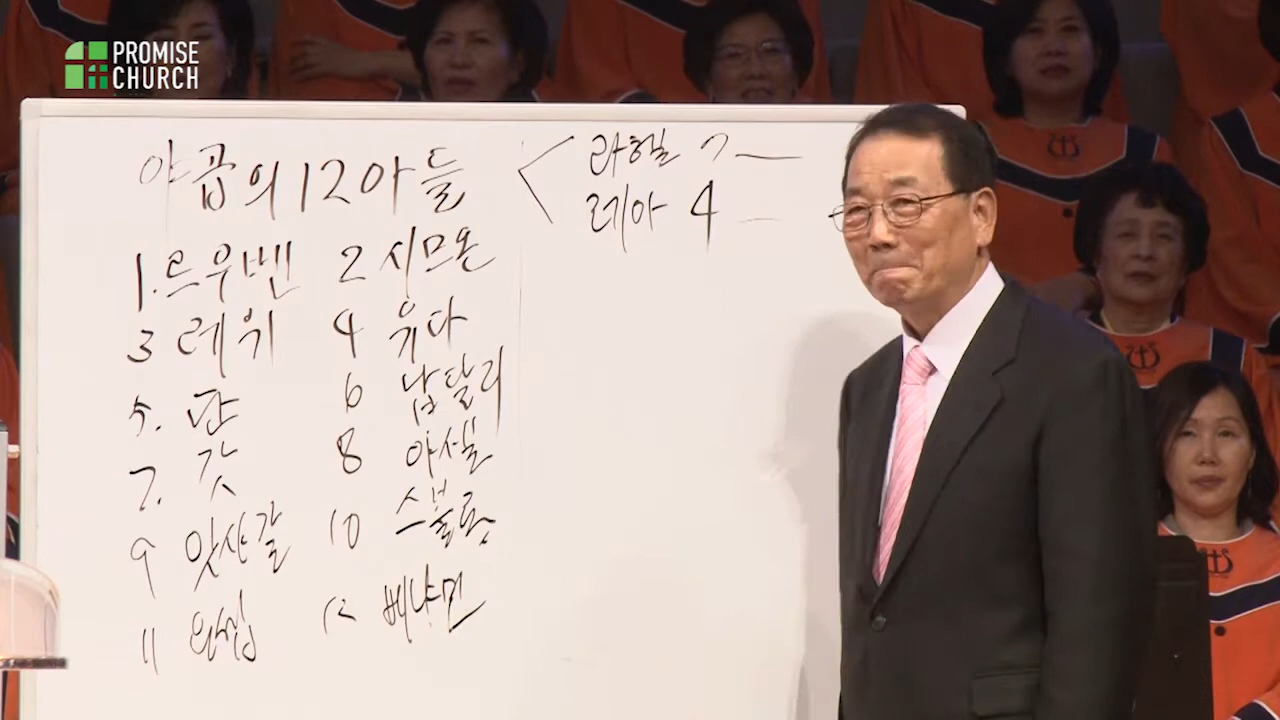 PROMISE
CHURCH
야곱의 12아들
라헬 7
레아 4
1. 르우벤 2 시므온
3 레위 4 유다
5. 단 6 납달리
7. 갓 8 아셀
9 잇사갈 10 스불론
11 요셉 12 베냐민